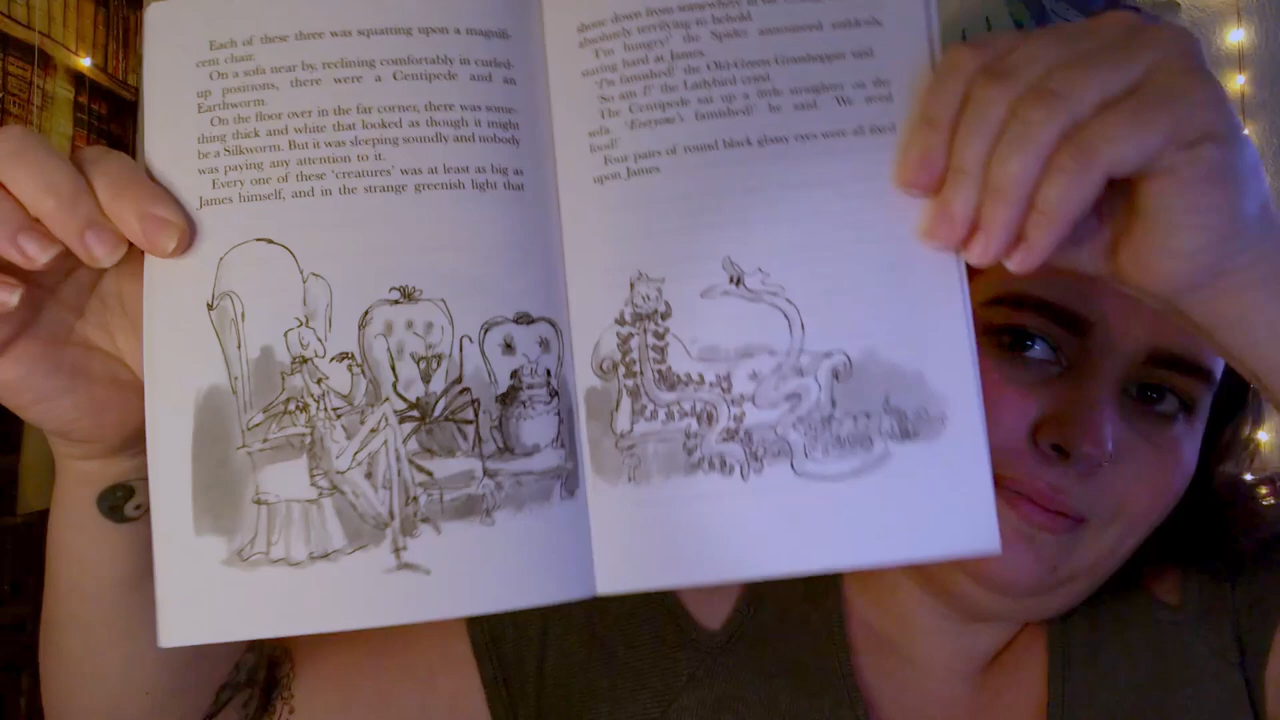 Each of these three was squatting upon a magnifi-
cent chair.
On a sofa near by, reclining comfortably in curled-
up positions, there were a Centipede and an
Earthworm.
On the floor over in the far corner, there was some-
thing thick and white that looked as though it might
be a Silkworm. But it was sleeping soundly and nobody
was paying any attention to it.
Every one of these 'creatures' was at least as big as
James himself, and in the strange greenish light that
shone down from somewhere in the
absolutely terrifying to behold.
'I'm hungry!' the Spider announced suddenly,
staring hard at James.
'I'm famished!' the Old-Green-Grasshopper said.
'So am I!' the Ladybird cried.
The Centipede sat up a little straighter on the
sofa. 'Everyone's famished!' he said. 'We need
food!'
Four pairs of round black glassy eyes were all fixed
upon James